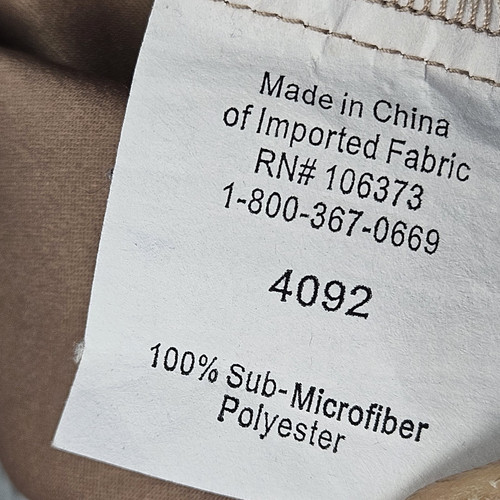 Made in China
of Imported Fabric
RN# 106373
1-800-367-0669
4092
100% Sub-Microfiber
Polyester